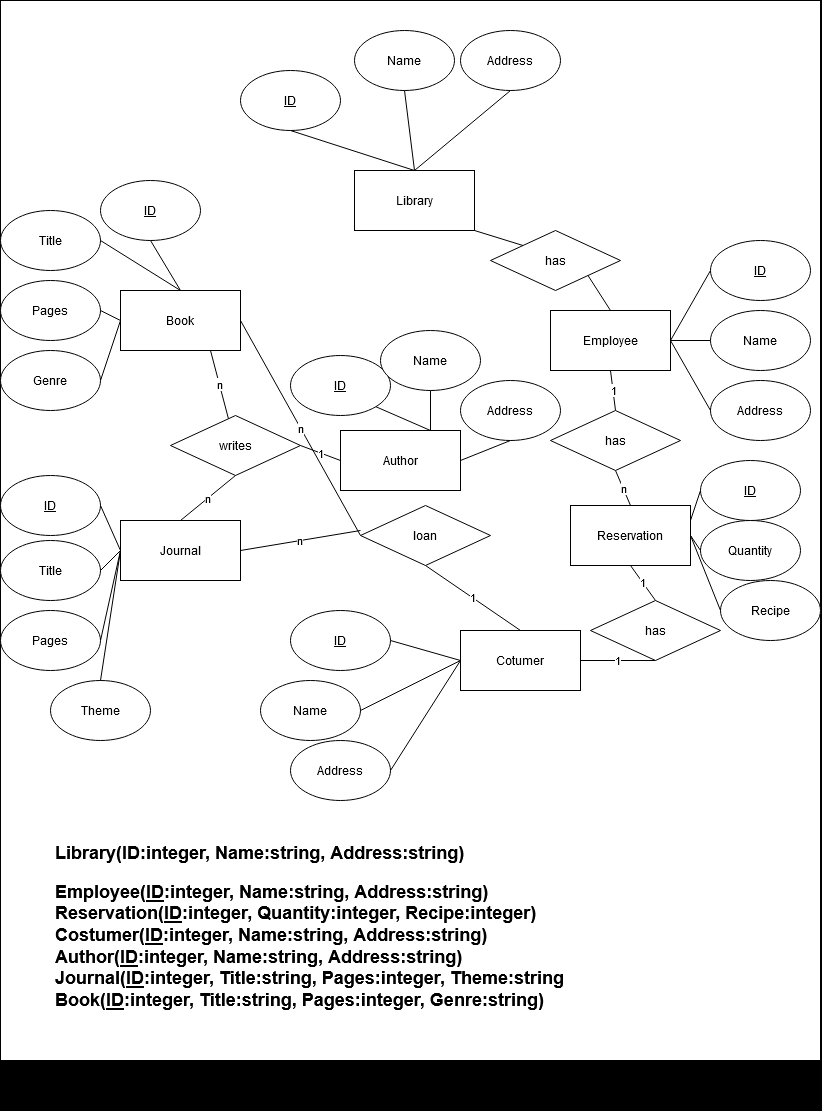 Name
Address
ID
Library
ID
Title
has
ID
Pages
Book
Employee
Name
Name
Genre
n
ID
Address
Address
1
n
writes
1
has
Author
n
ID
n
ID
Reservation
loan
Journal
n
Quantity
Title
1
1
Recipe
has
Pages
ID
Cotumer
1
Theme
Name
Address
Library(ID:integer, Name:string, Address:string)
Employee(ID:integer, Name:string, Address:string)
Reservation(ID:integer, Quantity:integer, Recipe:integer)
Costumer(ID:integer, Name:string, Address:string)
Author(ID:integer, Name:string, Address:string)
Journal(ID:integer, Title:string, Pages:integer, Theme:string
Book(ID:integer, Title:string, Pages:integer, Genre:string)